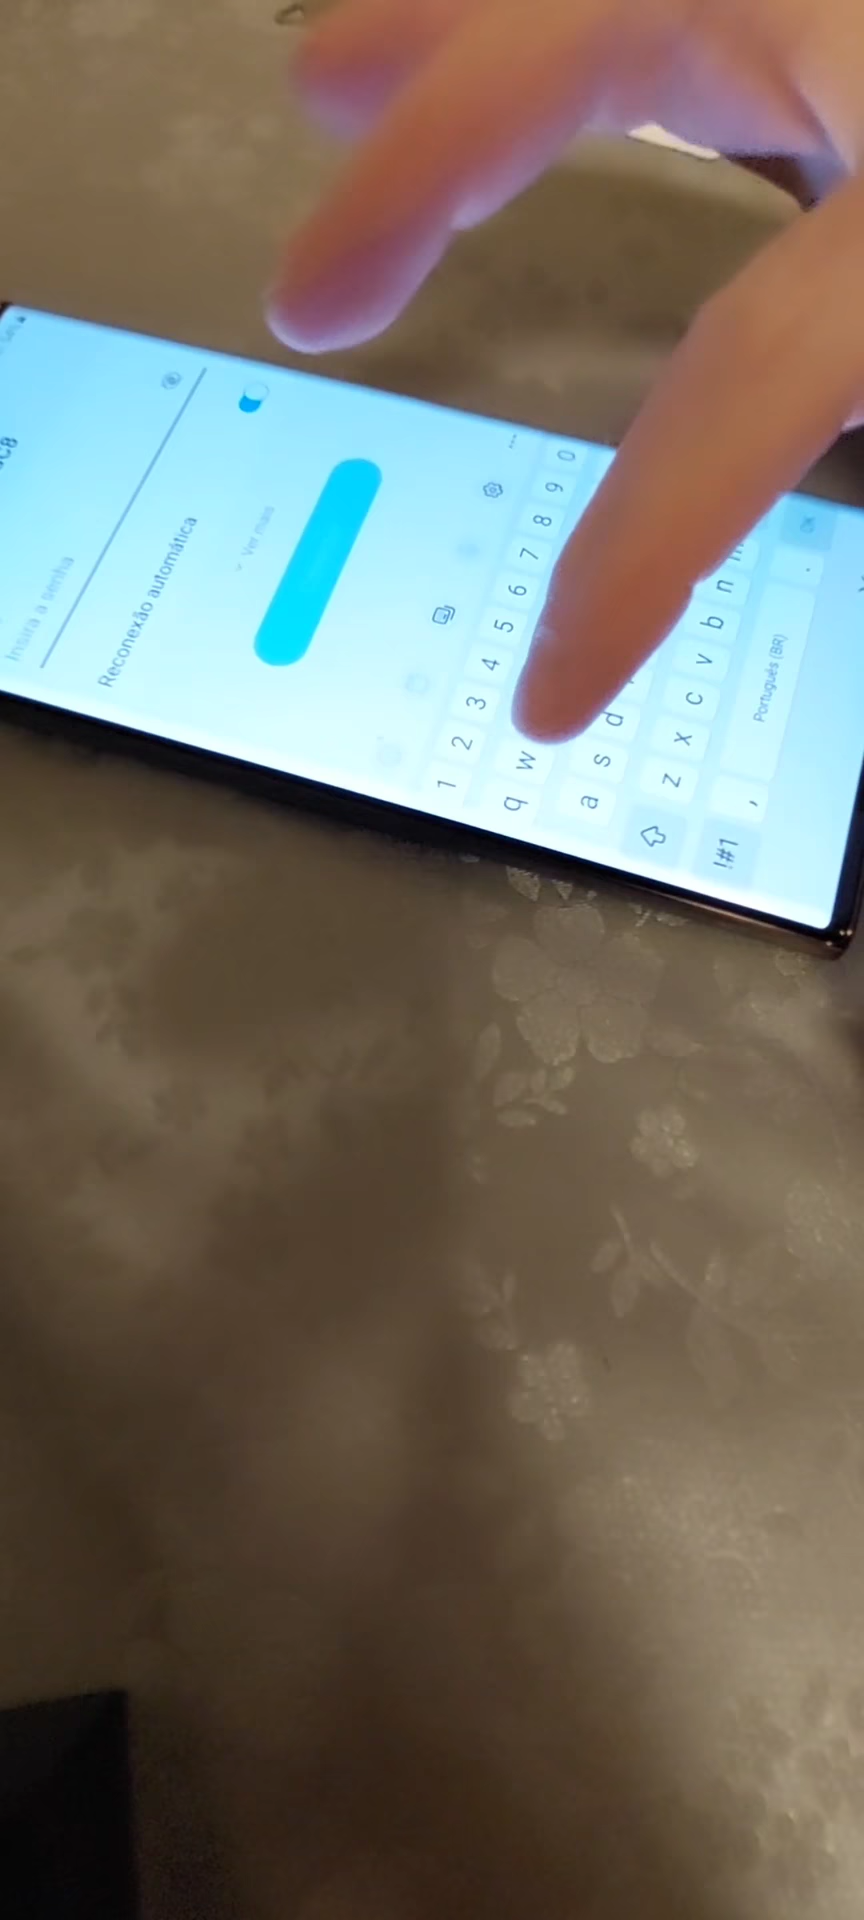 Insira a senha
Reconexão automática
Ver mais
1 2 3 4 5 6 7 8 9 0
q w
a s d
z x c v b n m
!#1 , Português (BR) . OK